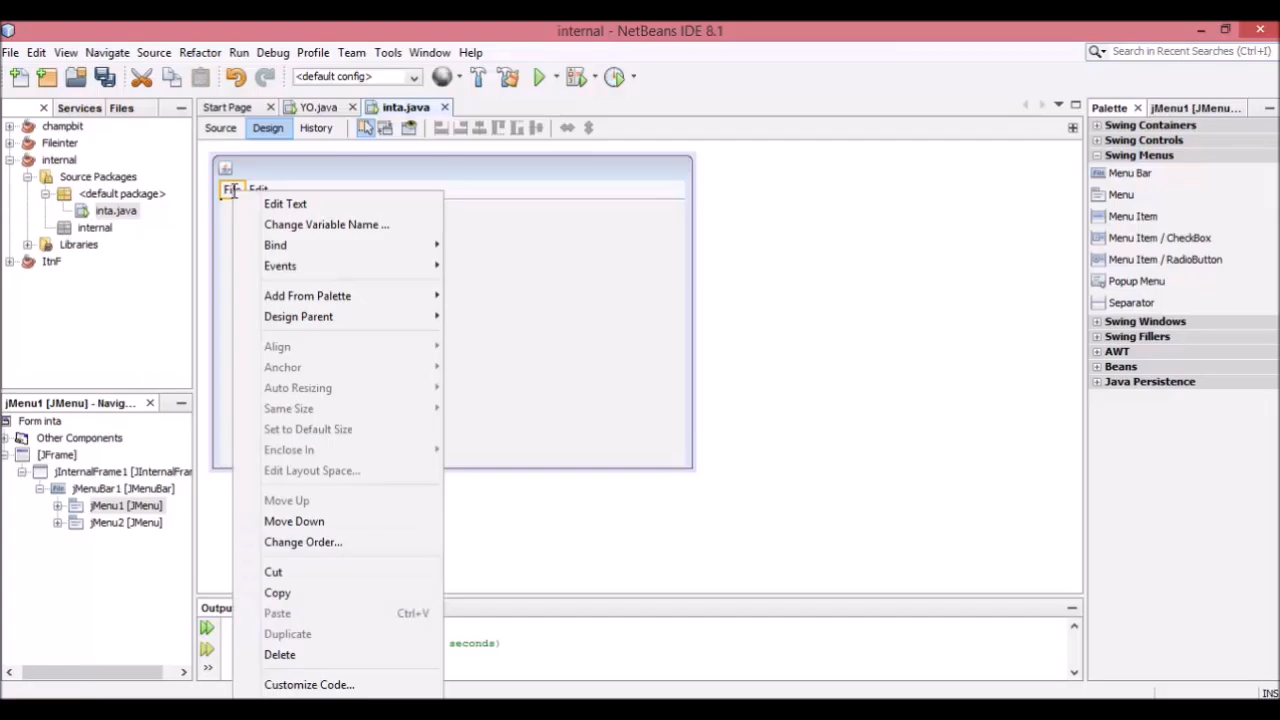 internal - NetBeans IDE 8.1
File Edit View Navigate Source Refactor Run Debug Profile Team Tools Window Help
Search in Recent Searches (Ctrl+I)
<default config>
Services Files
champbit
Fileinter
internal
Source Packages
<default package>
inta.java
internal
Libraries
ItnF
jMenu1 [JMenu] - Navig...
Form inta
Other Components
[JFrame]
jInternalFrame1 [JInternalFrar
jMenuBar1 [JMenuBar]
jMenu1 [JMenu]
jMenu2 [JMenu]
Start Page YO.java inta.java
Source Design History
Edit
Edit Text
Change Variable Name ...
Bind
Events
Add From Palette
Design Parent
Align
Anchor
Auto Resizing
Same Size
Set to Default Size
Enclose In
Edit Layout Space...
Move Up
Move Down
Change Order...
Cut
Copy
Paste Ctrl+V
Duplicate
Delete
Customize Code...
Outpu
seconds)
Palette jMenu1 [JMenu...
Swing Containers
Swing Controls
Swing Menus
Menu Bar
Menu
Menu Item
Menu Item / CheckBox
Menu Item / RadioButton
Popup Menu
Separator
Swing Windows
Swing Fillers
AWT
Beans
Java Persistence
INS